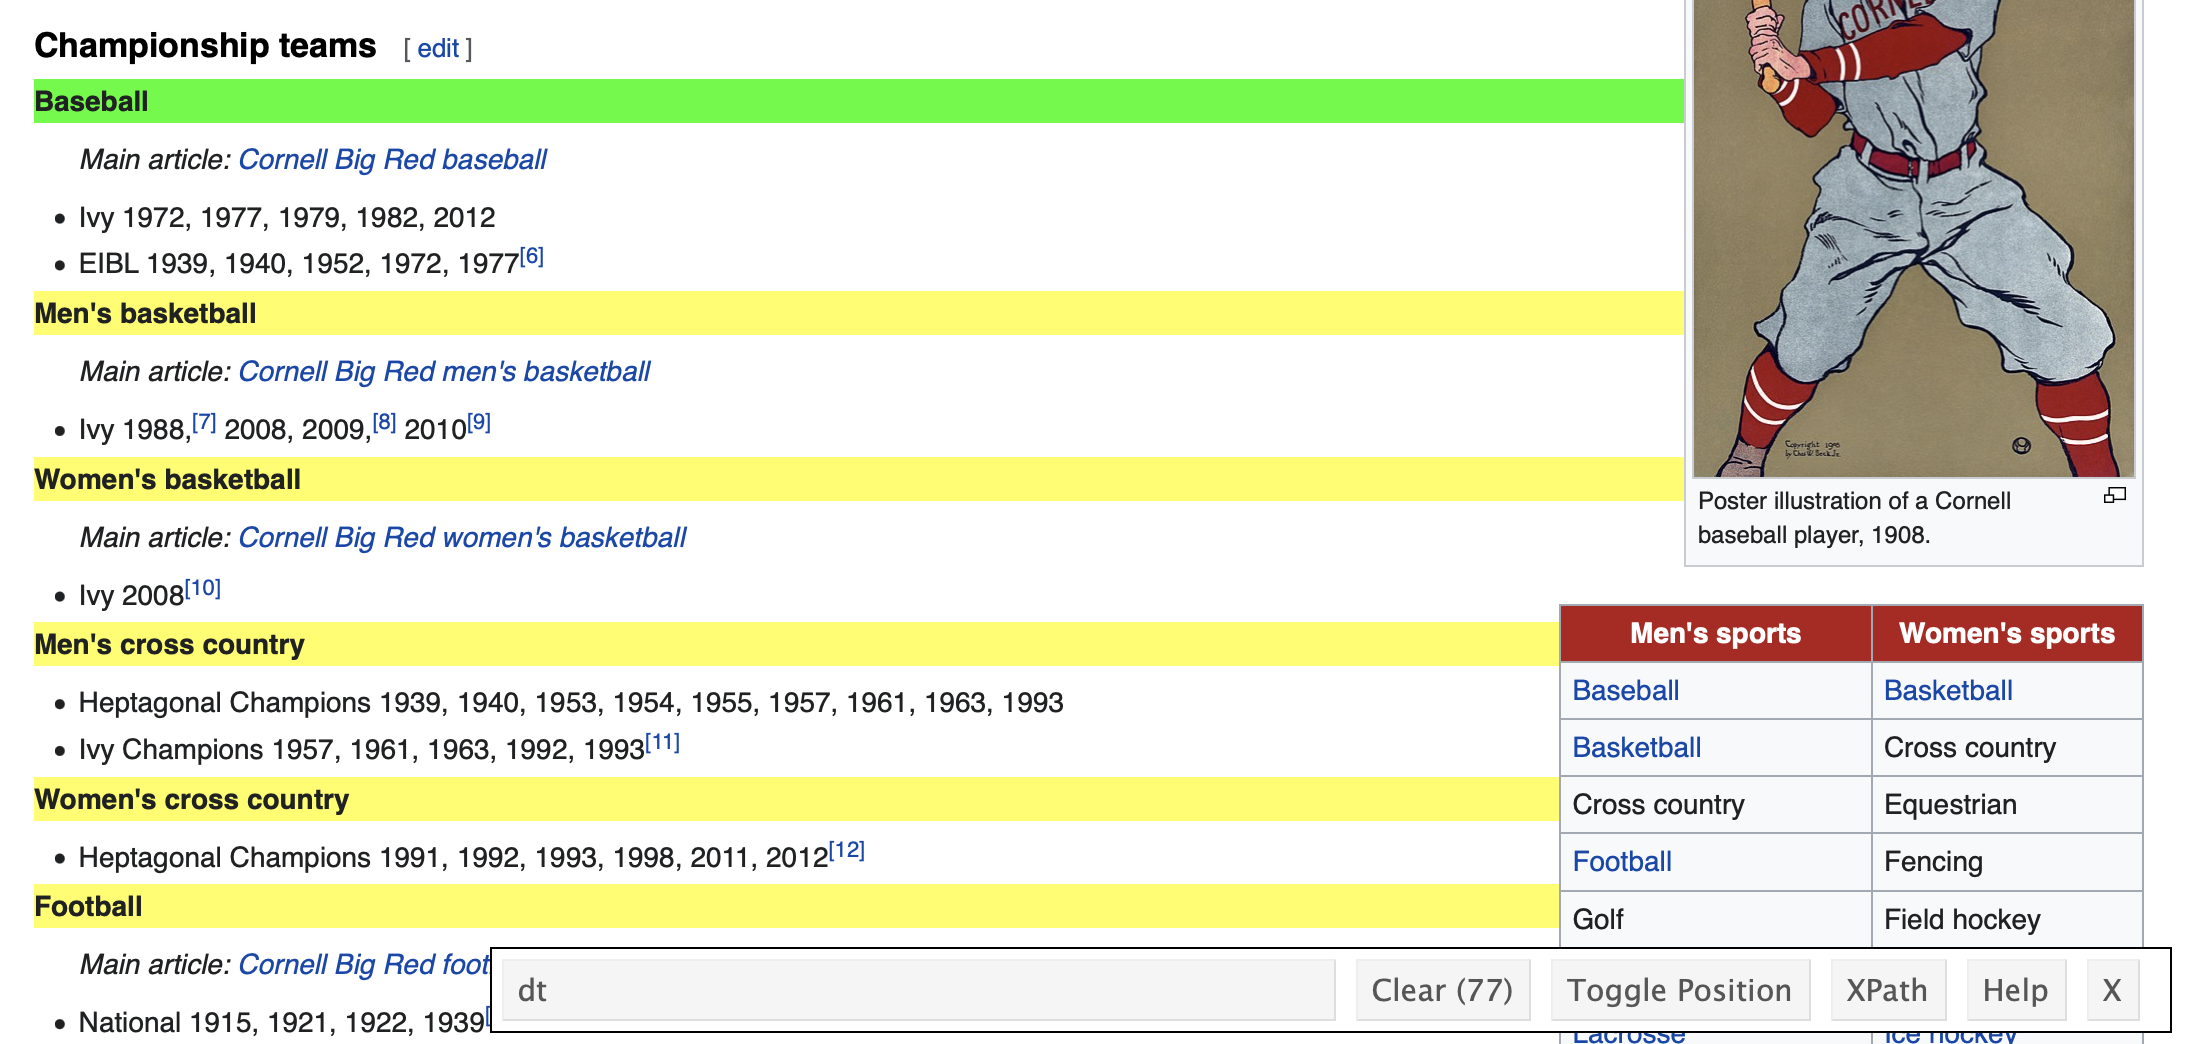 Championship teams [ edit ]
Baseball
Main article: Cornell Big Red baseball
• Ivy 1972, 1977, 1979, 1982, 2012
• EIBL 1939, 1940, 1952, 1972, 1977[6]
Men's basketball
Main article: Cornell Big Red men's basketball
• Ivy 1988,[7] 2008, 2009,[8] 2010[9]
Women's basketball
Main article: Cornell Big Red women's basketball
• Ivy 2008[10]
Men's cross country
• Heptagonal Champions 1939, 1940, 1953, 1954, 1955, 1957, 1961, 1963, 1993
• Ivy Champions 1957, 1961, 1963, 1992, 1993[11]
Women's cross country
• Heptagonal Champions 1991, 1992, 1993, 1998, 2011, 2012[12]
Football
Main article: Cornell Big Red foot
• National 1915, 1921, 1922, 1939[
Copyright 1908
by Chas W. Beck Jr.
Poster illustration of a Cornell
baseball player, 1908.
Men's sports Women's sports
Baseball Basketball
Basketball Cross country
Cross country Equestrian
Football Fencing
Golf Field hockey
Lacrosse Ice hockey
dt Clear (77) Toggle Position XPath Help X